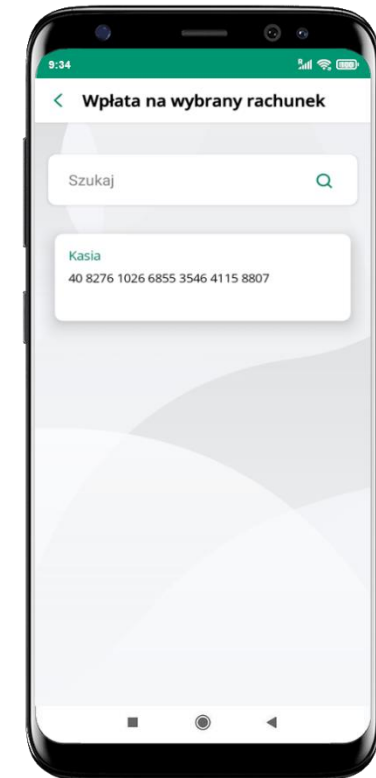 9:34
Wpłata na wybrany rachunek
Szukaj
Kasia
40 8276 1026 6855 3546 4115 8807